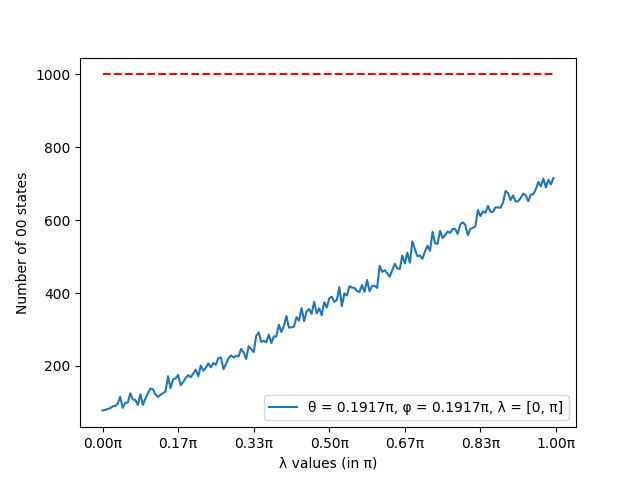 1000
800
600
400
200
Number of 00 states
θ = 0.1917π, φ = 0.1917π, λ = [0, π]
0.00π 0.17π 0.33π 0.50π 0.67π 0.83π 1.00π
λ values (in π)